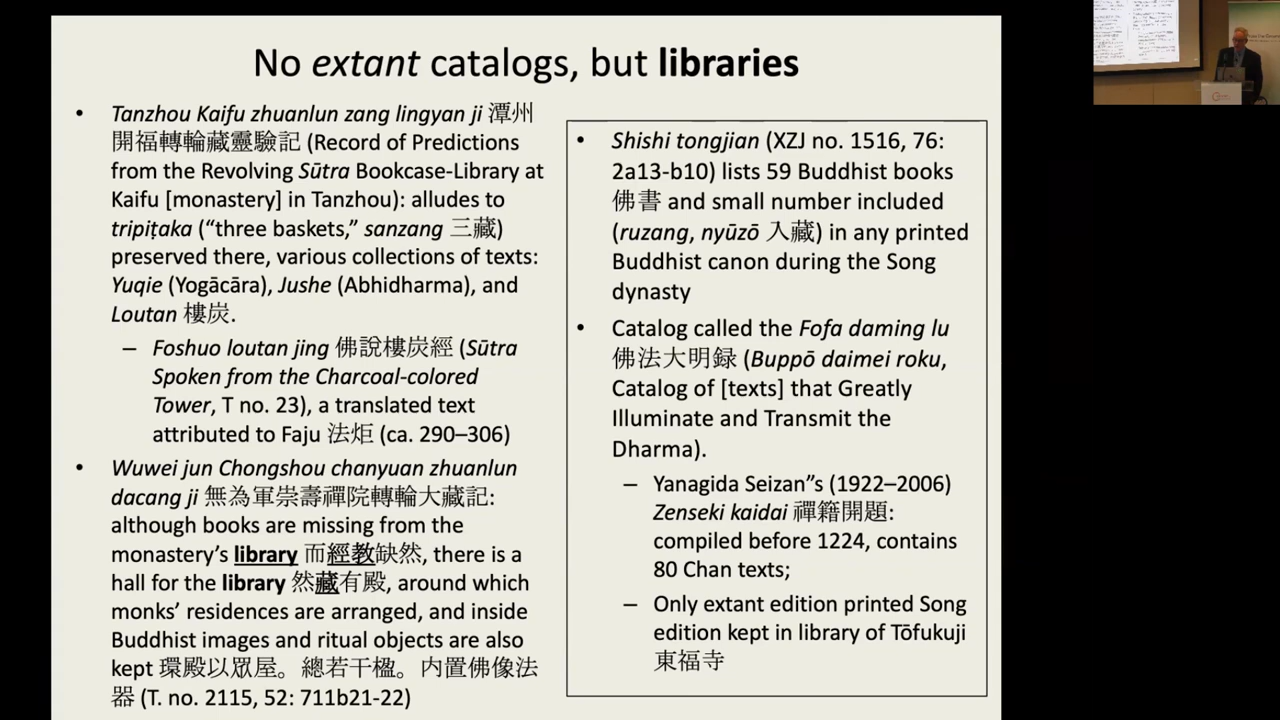 No extant catalogs, but libraries
• Tanzhou Kaifu zhuanlun zang lingyan ji 潭州
開福轉輪藏靈驗記 (Record of Predictions
from the Revolving Sūtra Bookcase-Library at
Kaifu [monastery] in Tanzhou): alludes to
tripiṭaka (“three baskets,” sanzang 三藏)
preserved there, various collections of texts:
Yuqie (Yogācāra), Jushe (Abhidharma), and
Loutan 樓炭.
– Foshuo loutan jing 佛說樓炭經 (Sūtra
Spoken from the Charcoal-colored
Tower, T no. 23), a translated text
attributed to Faju 法炬 (ca. 290–306)
• Wuwei jun Chongshou chanyuan zhuanlun
dacang ji 無為軍崇壽禪院轉輪大藏記:
although books are missing from the
monastery’s library 而經教缺然, there is a
hall for the library 然藏有殿, around which
monks’ residences are arranged, and inside
Buddhist images and ritual objects are also
kept 環殿以眾屋。總若干楹。内置佛像法
器 (T. no. 2115, 52: 711b21-22)
• Shishi tongjian (XZJ no. 1516, 76:
2a13-b10) lists 59 Buddhist books
佛書 and small number included
(ruzang, nyūzō 入藏) in any printed
Buddhist canon during the Song
dynasty
• Catalog called the Fofa daming lu
佛法大明録 (Buppō daimei roku,
Catalog of [texts] that Greatly
Illuminate and Transmit the
Dharma).
– Yanagida Seizan”s (1922–2006)
Zenseki kaidai 禪籍開題:
compiled before 1224, contains
80 Chan texts;
– Only extant edition printed Song
edition kept in library of Tōfukuji
東福寺